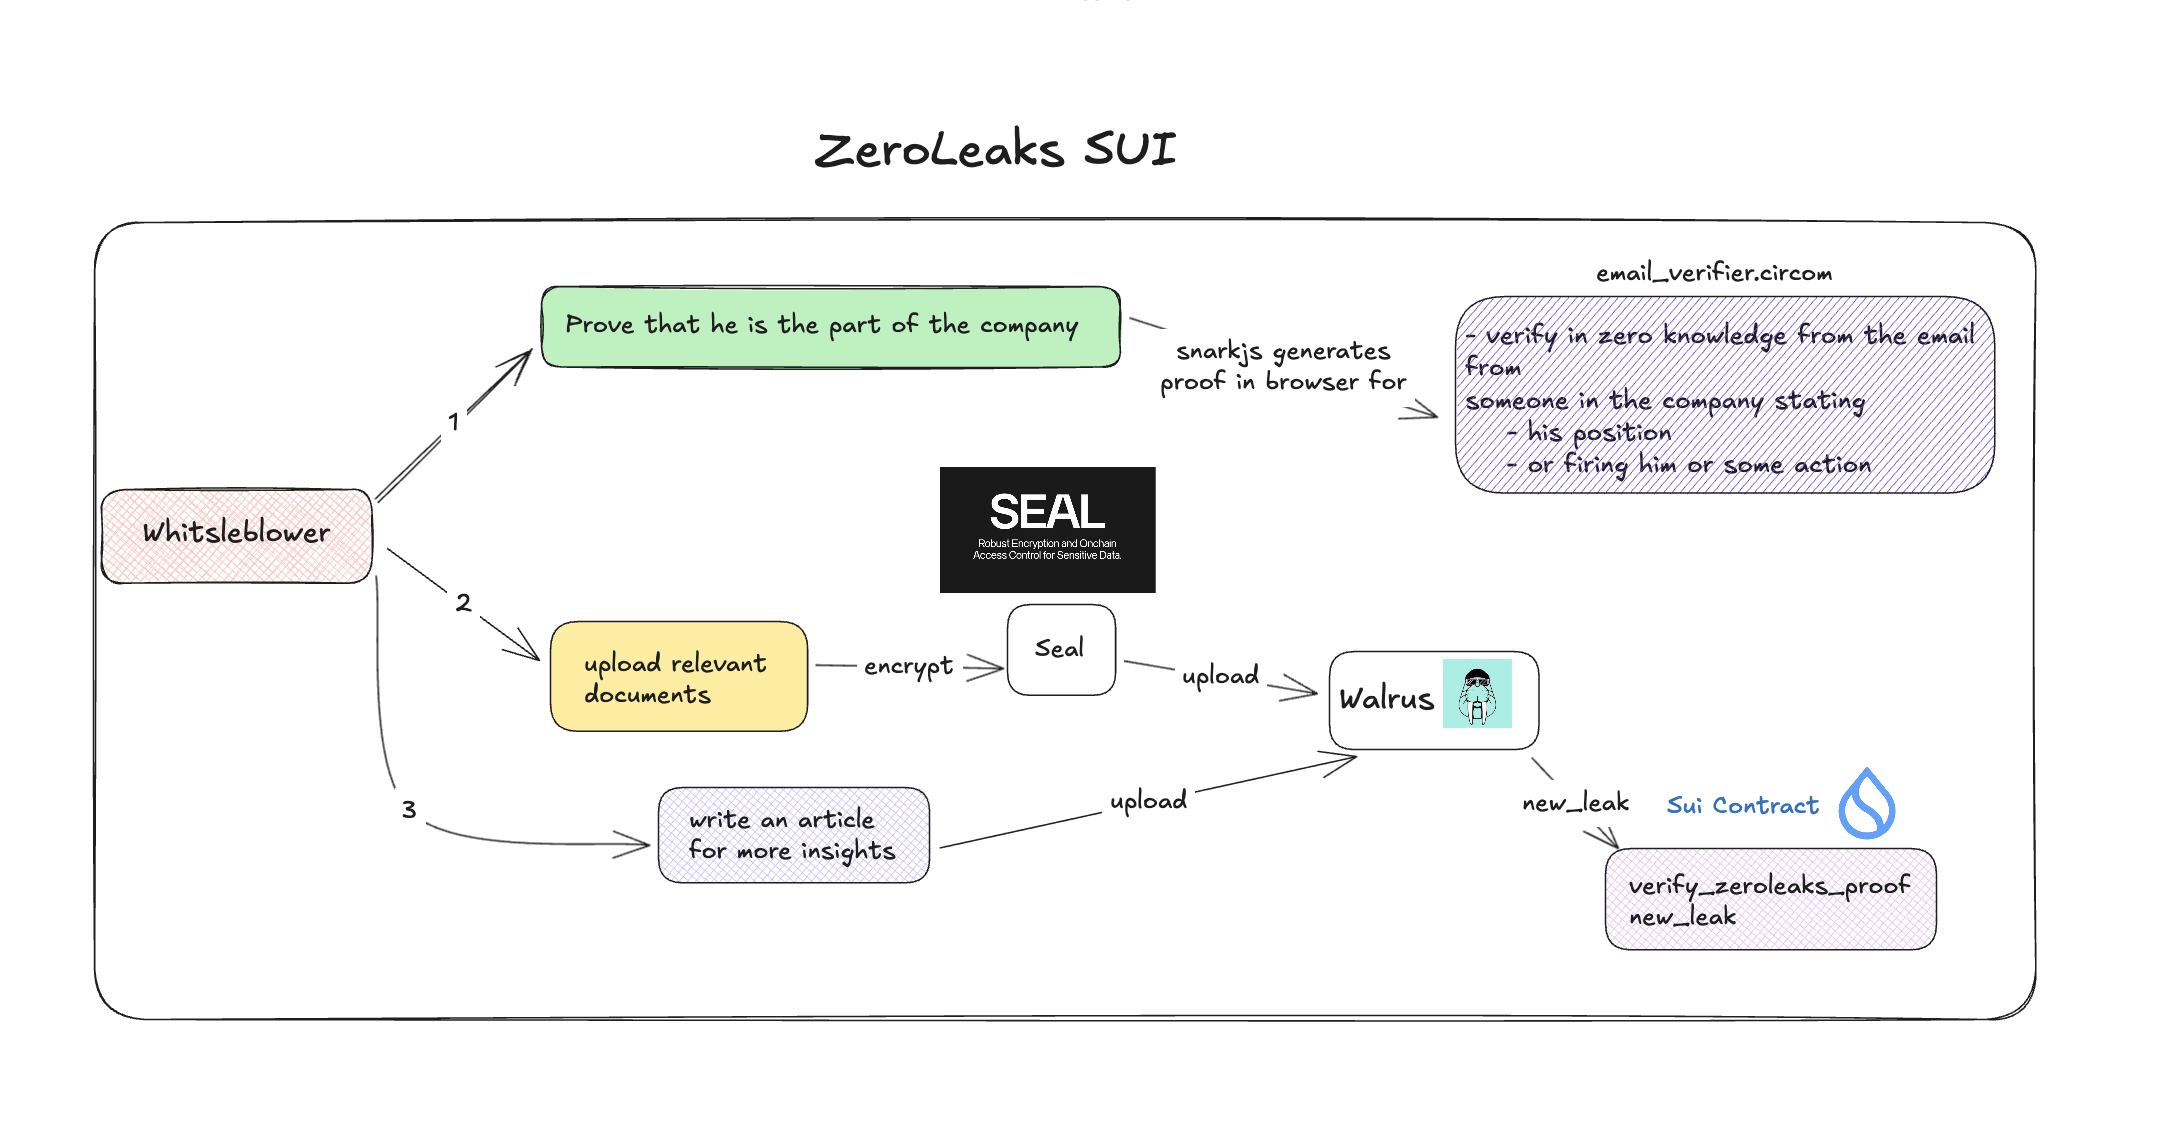 ZeroLeaks SUI
email_verifier.circom
Prove that he is the part of the company
snarkjs generates
proof in browser for
- verify in zero knowledge from the email
from
someone in the company stating
- his position
- or firing him or some action
1
Whitsleblower
SEAL
Robust Encryption and Onchain
Access Control for Sensitive Data.
2
upload relevant
documents
encrypt
Seal
upload
Walrus
3
write an article
for more insights
upload
new_leak
Sui Contract
verify_zeroleaks_proof
new_leak